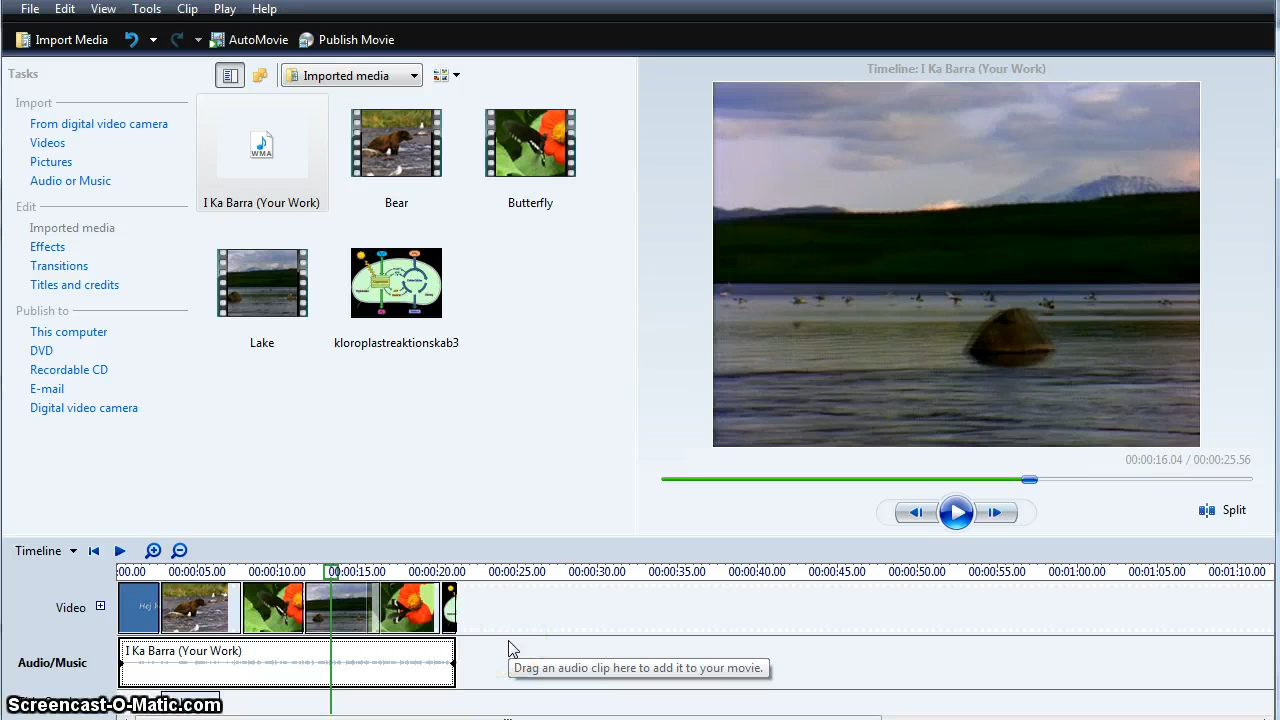 File Edit View Tools Clip Play Help
Import Media AutoMovie Publish Movie
Tasks
Imported media
Timeline: I Ka Barra (Your Work)
Import
From digital video camera
Videos
Pictures
Audio or Music
WMA
I Ka Barra (Your Work) Bear Butterfly
Edit
Imported media
Effects
Transitions
Titles and credits
Publish to
This computer
DVD
Recordable CD
E-mail
Digital video camera
Lake kloroplastreaktionskab3
00:00:16.04 / 00:00:25.56
Split
Timeline
00.00 00:00:05.00 00:00:10.00 00:00:15.00 00:00:20.00 00:00:25.00 00:00:30.00 00:00:35.00 00:00:40.00 00:00:45.00 00:00:50.00 00:00:55.00 00:01:00.00 00:01:05.00 00:01:10.00
Video Hej
Audio/Music I Ka Barra (Your Work)
Drag an audio clip here to add it to your movie.
Screencast-O-Matic.com